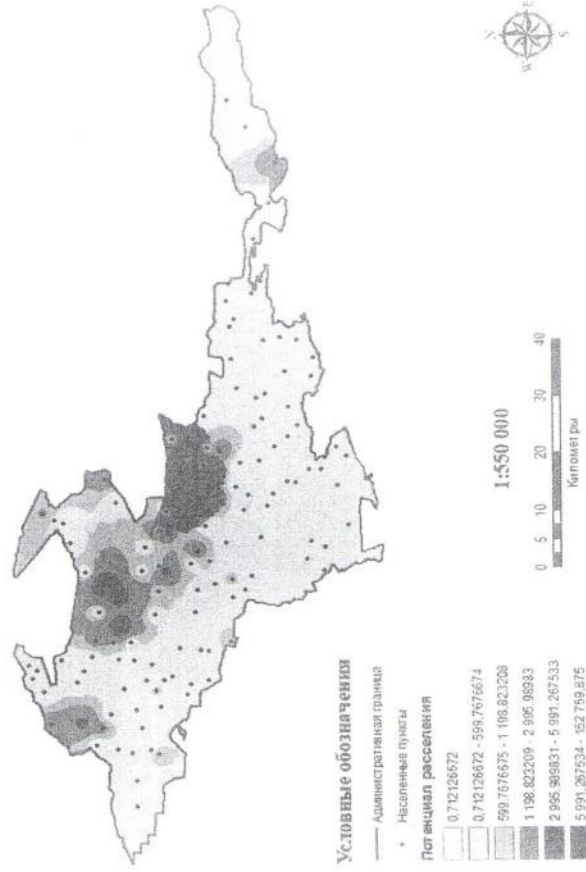 Условные обозначения
Административная граница
Населенные пункты
Потенциал расселения
0,712126672
0,712126672 - 599,7676674
599,7676675 - 1 198,823208
1 198,823209 - 2 995,98983
2 995,989831 - 5 991,267533
5 991,267534 - 152 759,875
1:550 000
0 5 10 20 30 40
Километры
N
W E
S